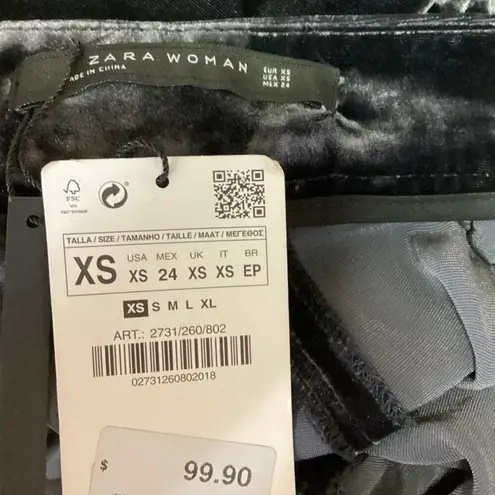 ZARA WOMAN
MADE IN CHINA
EUR XS
USA XS
MEX 24
FSC
TALLA / SIZE / TAMANHO / TAILLE / MAAT / ΜΕΓΕΘΟΣ
XS
USA MEX UK IT BR
XS 24 XS XS EP
XS S M L XL
ART.: 2731/260/802
02731260802018
$ 99.90